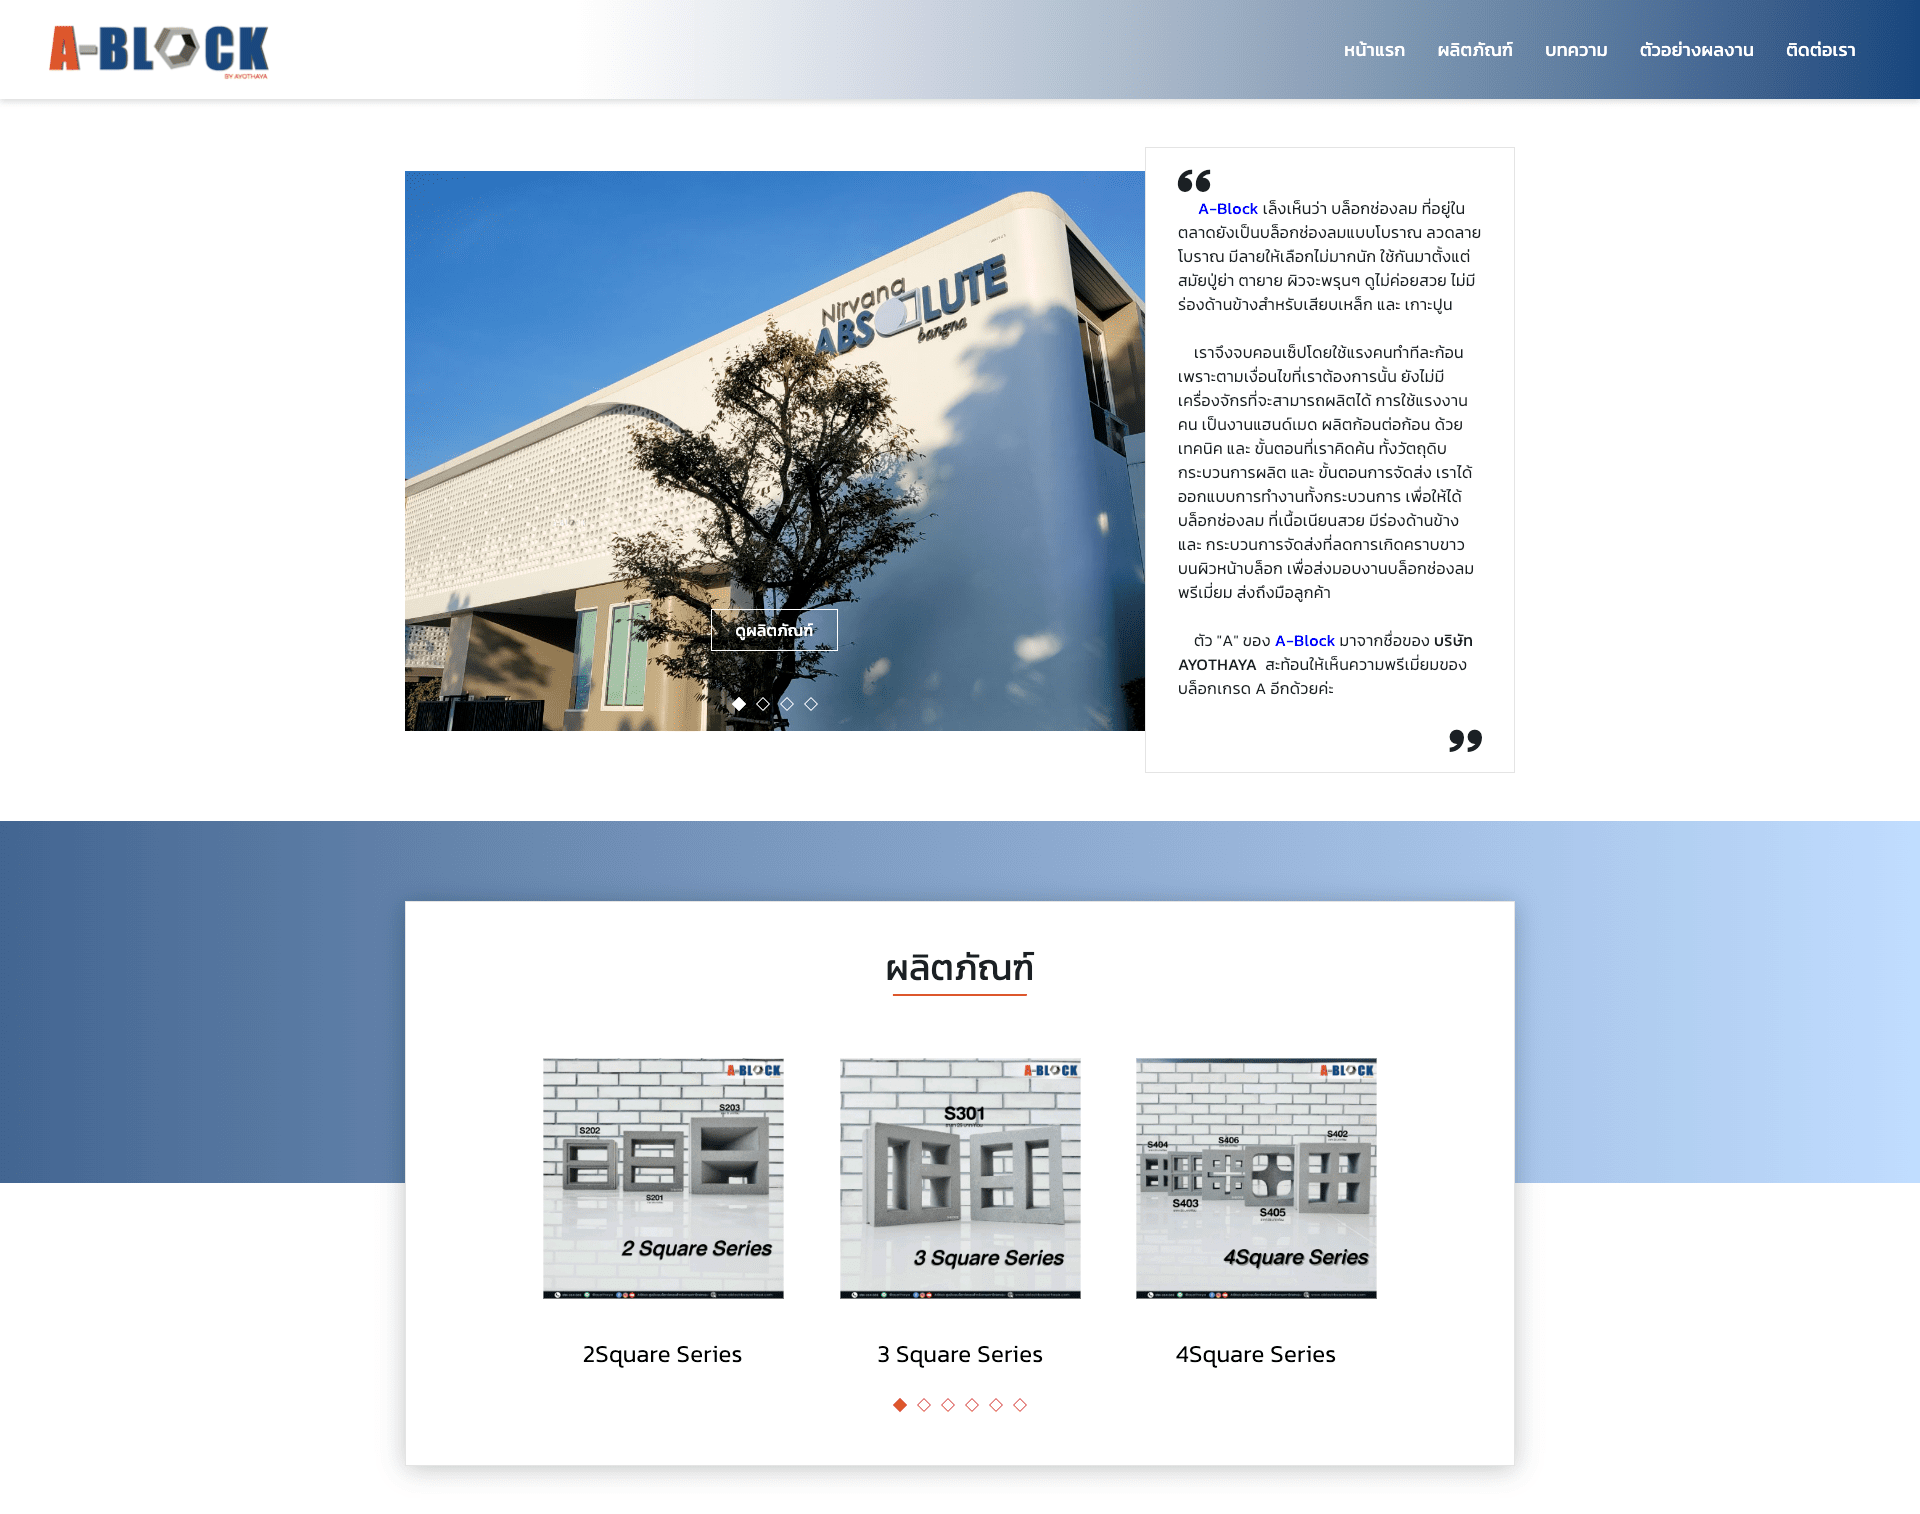 A-BLOCK
BY AYOTHAYA
หน้าแรก
ผลิตภัณฑ์
บทความ
ตัวอย่างผลงาน
ติดต่อเรา
Nirvana
ABSOLUTE
bangna
ดูผลิตภัณฑ์
“
A-Block เล็งเห็นว่า บล็อกช่องลม ที่อยู่ใน
ตลาดยังเป็นบล็อกช่องลมแบบโบราณ ลวดลาย
โบราณ มีลายให้เลือกไม่มากนัก ใช้กันมาตั้งแต่
สมัยปู่ย่า ตายาย ผิวจะพรุนๆ ดูไม่ค่อยสวย ไม่มี
ร่องด้านข้างสำหรับเสียบเหล็ก และ เกาะปูน
เราจึงจบคอนเซ็ปโดยใช้แรงคนทำทีละก้อน
เพราะตามเงื่อนไขที่เราต้องการนั้น ยังไม่มี
เครื่องจักรที่จะสามารถผลิตได้ การใช้แรงงาน
คน เป็นงานแฮนด์เมด ผลิตก้อนต่อก้อน ด้วย
เทคนิค และ ขั้นตอนที่เราคิดค้น ทั้งวัตถุดิบ
กระบวนการผลิต และ ขั้นตอนการจัดส่ง เราได้
ออกแบบการทำงานทั้งกระบวนการ เพื่อให้ได้
บล็อกช่องลม ที่เนื้อเนียนสวย มีร่องด้านข้าง
และ กระบวนการจัดส่งที่ลดการเกิดคราบขาว
บนผิวหน้าบล็อก เพื่อส่งมอบงานบล็อกช่องลม
พรีเมี่ยม ส่งถึงมือลูกค้า
ตัว "A" ของ A-Block มาจากชื่อของ บริษัท
AYOTHAYA สะท้อนให้เห็นความพรีเมี่ยมของ
บล็อกเกรด A อีกด้วยค่ะ
”
ผลิตภัณฑ์
A-BLOCK
S203
S202
S201
2 Square Series
2Square Series
A-BLOCK
S301
3 Square Series
3 Square Series
A-BLOCK
S402
S406
S404
S403
S405
4Square Series
4Square Series